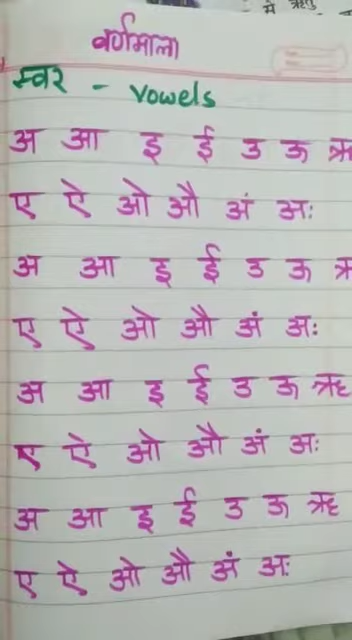 वर्णमाला
स्वर - Vowels
अ आ इ ई उ ऊ ऋ
ए ऐ ओ औ अं अः
अ आ इ ई उ ऊ ऋ
ए ऐ ओ औ अं अः
अ आ इ ई उ ऊ ऋ
ए ऐ ओ औ अं अः
अ आ इ ई उ ऊ ऋ
ए ऐ ओ औ अं अः